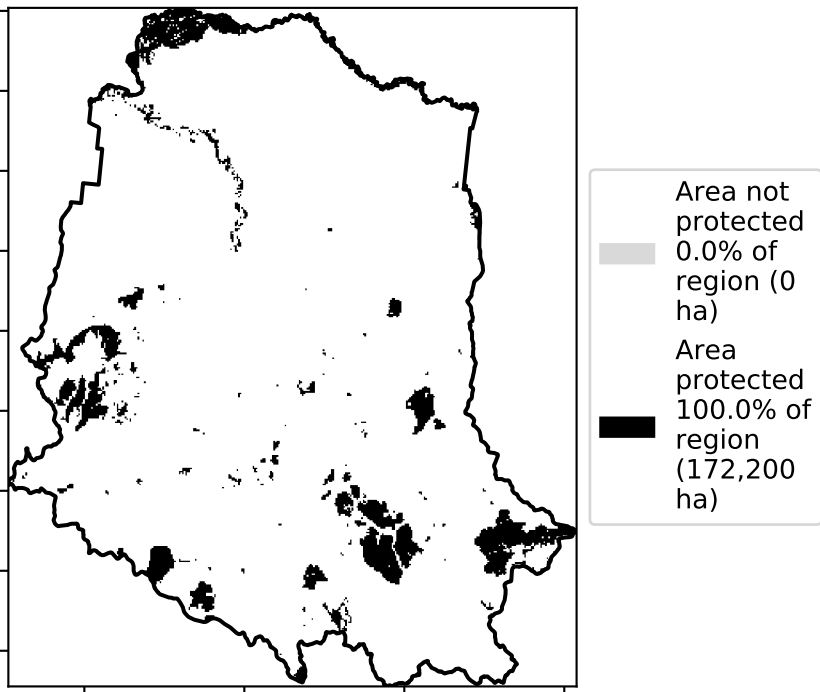 Area not
protected
0.0% of
region (0
ha)
Area
protected
100.0% of
region
(172,200
ha)